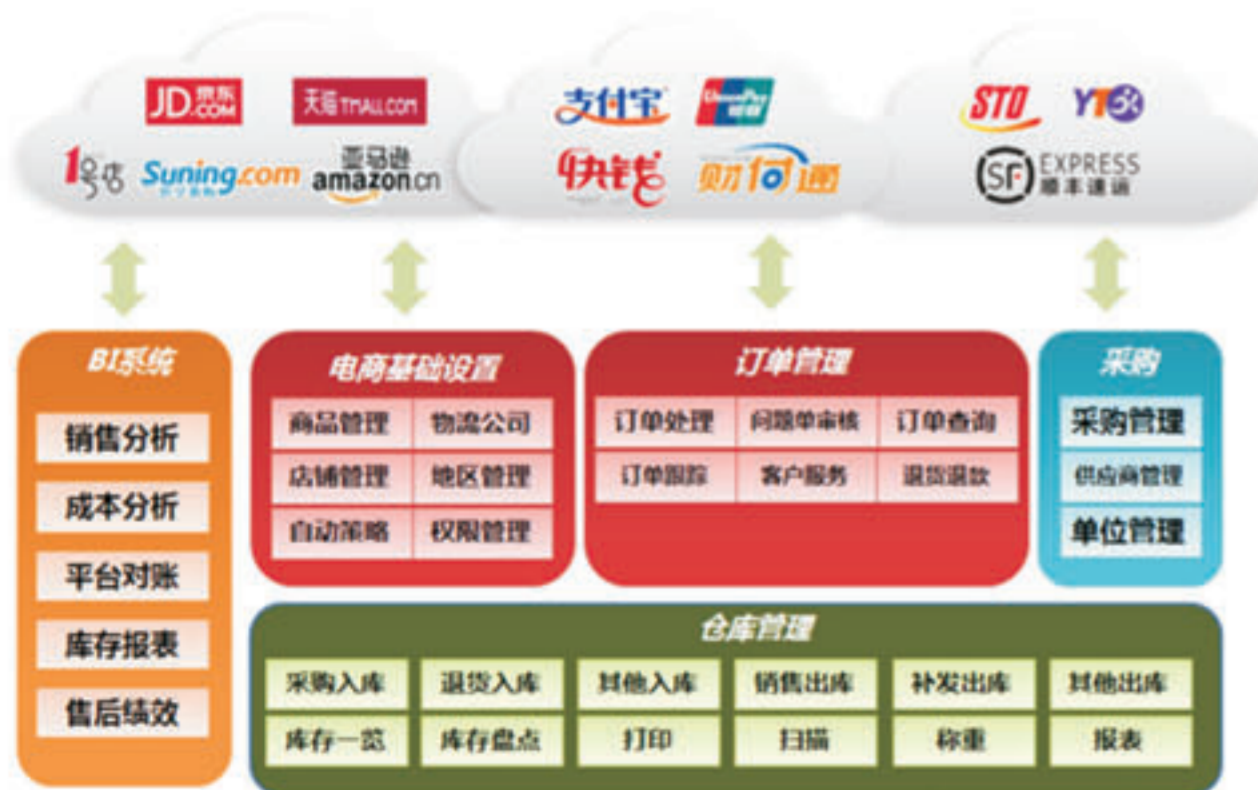 JD.京东 .COM
天猫 TMALL.COM
1号店
Suning.com
亚马逊
amazon.cn
支付宝
UnionPay
银联
快钱
财付通
STO
YTO
SF EXPRESS
顺丰速运
BI系统
销售分析
成本分析
平台对账
库存报表
售后绩效
电商基础设置
商品管理 物流公司
店铺管理 地区管理
自动策略 权限管理
订单管理
订单处理 问题单审核 订单查询
订单跟踪 客户服务 退货退款
采购
采购管理
供应商管理
单位管理
仓库管理
采购入库 退货入库 其他入库 销售出库 补发出库 其他出库
库存一览 库存盘点 打印 扫描 称重 报表